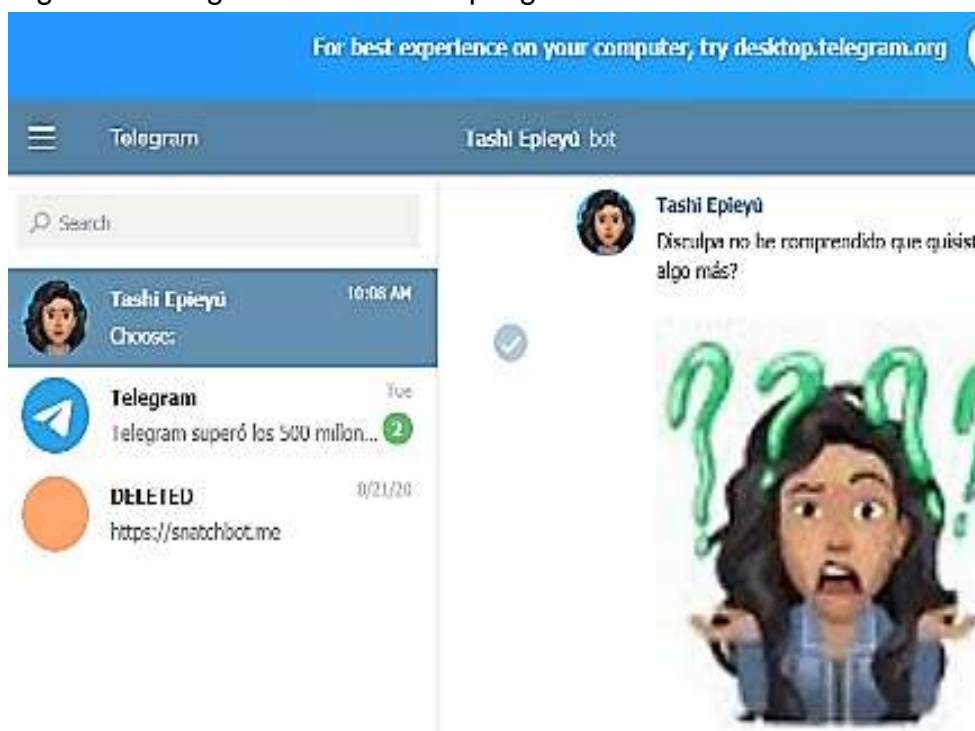 For best experience on your computer, try desktop.telegram.org
Telegram
Tashi Epieyú bot
Search
Tashi Epieyú
10:08 AM
Choose:
Telegram
Tue
Telegram superó los 500 millon...
2
DELETED
8/21/20
https://snatchbot.me
Tashi Epieyú
Disculpa no he comprendido que quisist
algo más?
????